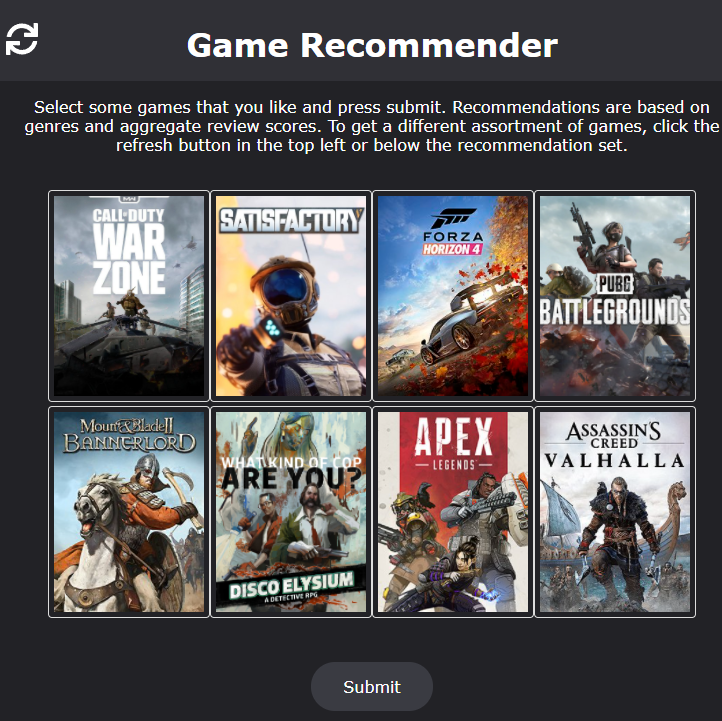 Game Recommender
Select some games that you like and press submit. Recommendations are based on
genres and aggregate review scores. To get a different assortment of games, click the
refresh button in the top left or below the recommendation set.
CALL OF DUTY
WAR
ZONE
SATISFACTORY
FORZA
HORIZON 4
PUBG
BATTLEGROUNDS
Mount & Blade II
BANNERLORD
WHAT KIND OF COP
ARE YOU?
DISCO ELYSIUM
A DETECTIVE RPG
APEX
LEGENDS
ASSASSIN'S
CREED
VALHALLA
Submit